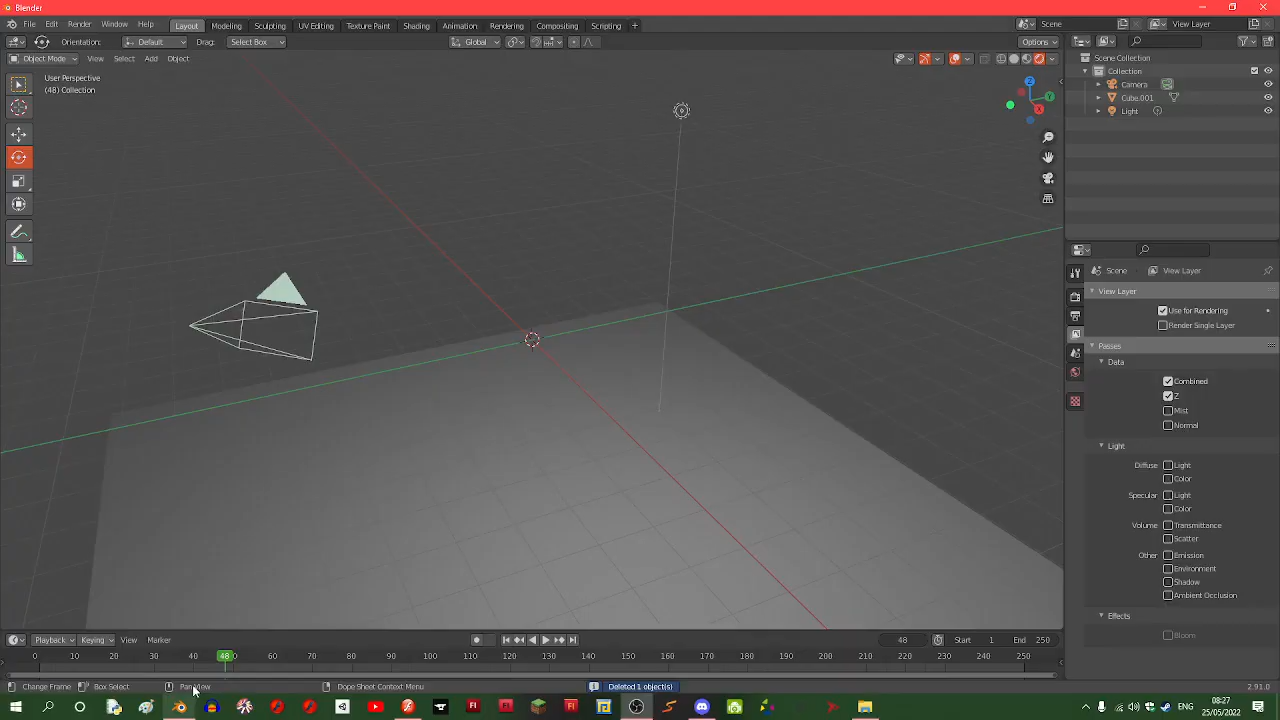 Blender
File Edit Render Window Help Layout Modeling Sculpting UV Editing Texture Paint Shading Animation Rendering Compositing Scripting + Scene View Layer
Orientation: Default Drag: Select Box Global Options
Object Mode View Select Add Object
User Perspective
(48) Collection
Z
Y
X
Scene Collection
Collection
Camera
Cube.001
Light
Scene View Layer
View Layer
Use for Rendering
Render Single Layer
Passes
Data
Combined
Z
Mist
Normal
Light
Diffuse Light
Color
Specular Light
Color
Volume Transmittance
Scatter
Other Emission
Environment
Shadow
Ambient Occlusion
Effects
Bloom
Playback Keying View Marker 48 Start 1 End 250
0 10 20 30 40 48 60 70 80 90 100 110 120 130 140 150 160 170 180 190 200 210 220 230 240 250
Change Frame Box Select Pan View Dope Sheet Context Menu Deleted 1 object(s) 2.91.0
08:27
25/05/2022